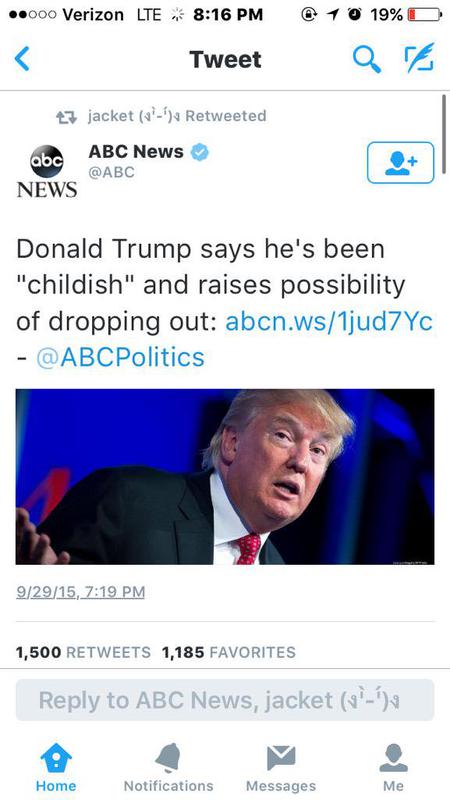 Verizon LTE 8:16 PM 19%
Tweet
jacket (ง'̀-'́)ง Retweeted
abc
NEWS
ABC News
@ABC
Donald Trump says he's been
"childish" and raises possibility
of dropping out: abcn.ws/1jud7Yc
- @ABCPolitics
9/29/15, 7:19 PM
1,500 RETWEETS 1,185 FAVORITES
Reply to ABC News, jacket (ง'̀-'́)ง
Home Notifications Messages Me